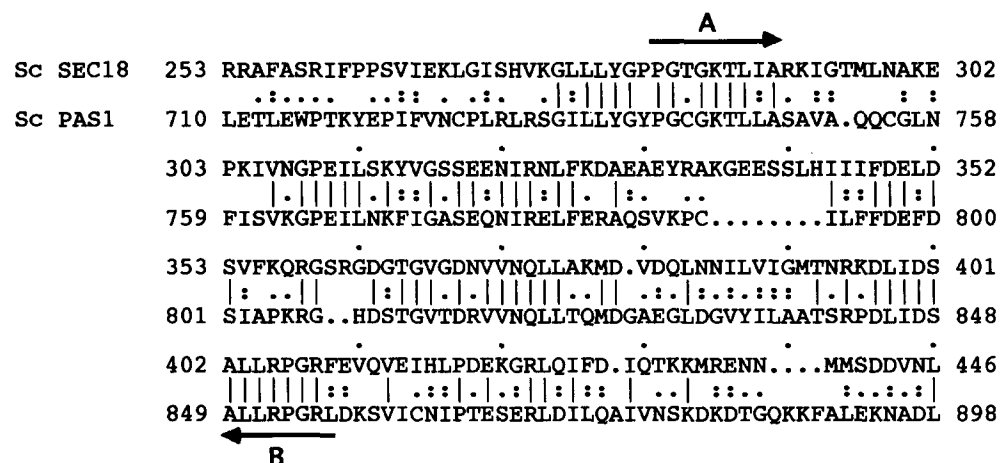 A
Sc SEC18 253 RRAFASRIFPPSVIEKLGISHVKGLLLYGPPGTGKTLIARKIGTMLNAKE 302
.:.... ..:: .:. .:. :. |:|||| ||.||||:|. :: : :
Sc PAS1 710 LETLEWPTKYEPIFVNCPLRLRSGILLYGYPGCGKTLLASAVA.QQCGLN 758
303 PKIVNGPEILSKYVGSSEENIRNLFKDAEAEYRAKGEESSLHIIIFDELD 352
759 FISVKGPEILNKFIGASEQNIRELFERAQSVKPC........ILFFDEFD 800
353 SVFKQRGSRGDGTGVGDNVVNQLLAKMD.VDQLNNILVIGMTNRKDLIDS 401
801 SIAPKRG..HDSTGVTDRVVNQLLTQMDGAEGLDGVYILAATSRPDLIDS 848
402 ALLRPGRFEVQVEIHLPDEKGRLQIFD.IQTKKMRENN....MMSDDVNL 446
849 ALLRPGRLDKSVICNIPTESERLDILQAIVNSKDKDTGQKKFALEKNADL 898
B